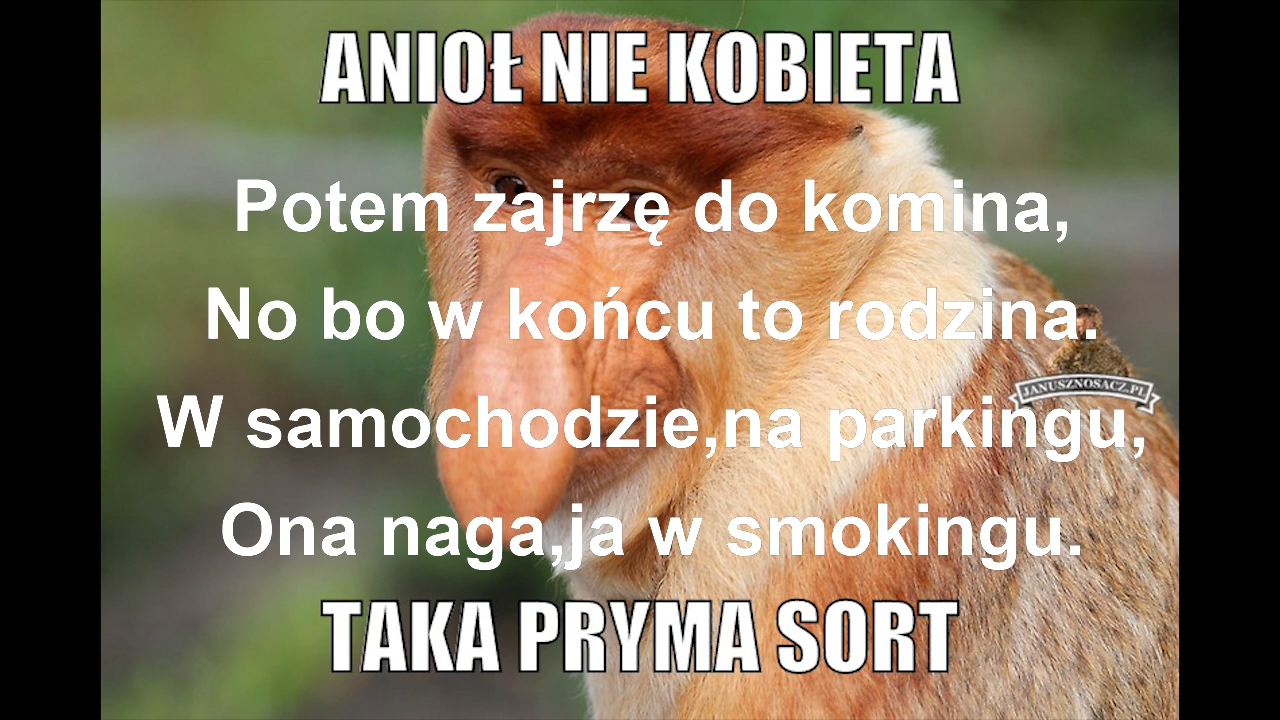 ANIOŁ NIE KOBIETA
Potem zajrzę do komina,
No bo w końcu to rodzina.
JANUSZNOSACZ.PL
W samochodzie,na parkingu,
Ona naga,ja w smokingu.
TAKA PRYMA SORT